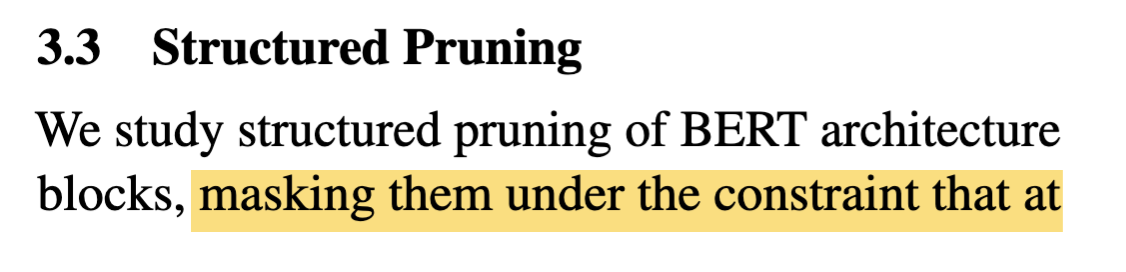 3.3 Structured Pruning
We study structured pruning of BERT architecture
blocks, masking them under the constraint that at